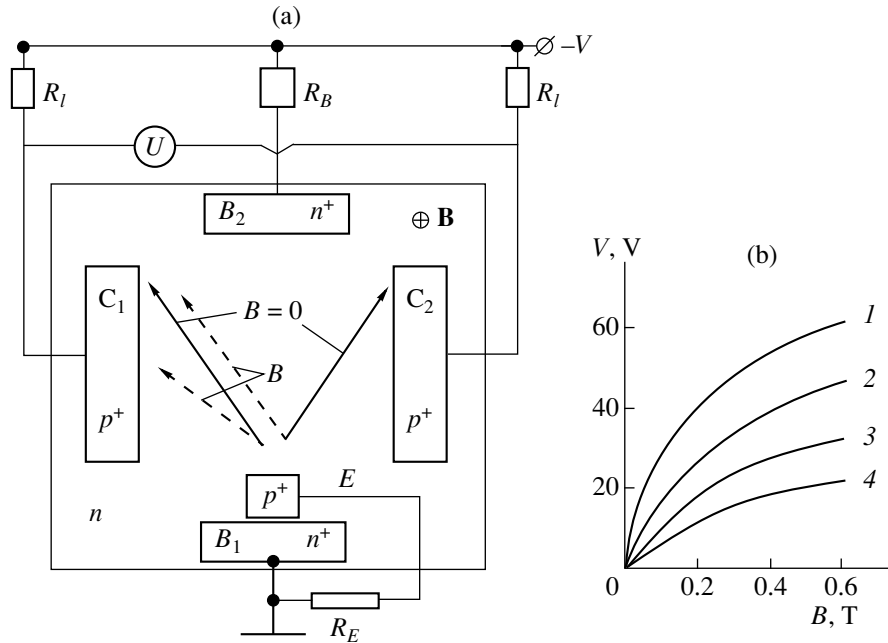 (a)
–V
R_l
R_B
R_l
U
B_2 n^+
⊕ B
C_1
C_2
B = 0
B
p^+
p^+
p^+
E
n
B_1 n^+
R_E
V, V
(b)
60
40
20
0
0.2
0.4
0.6
B, T
1
2
3
4